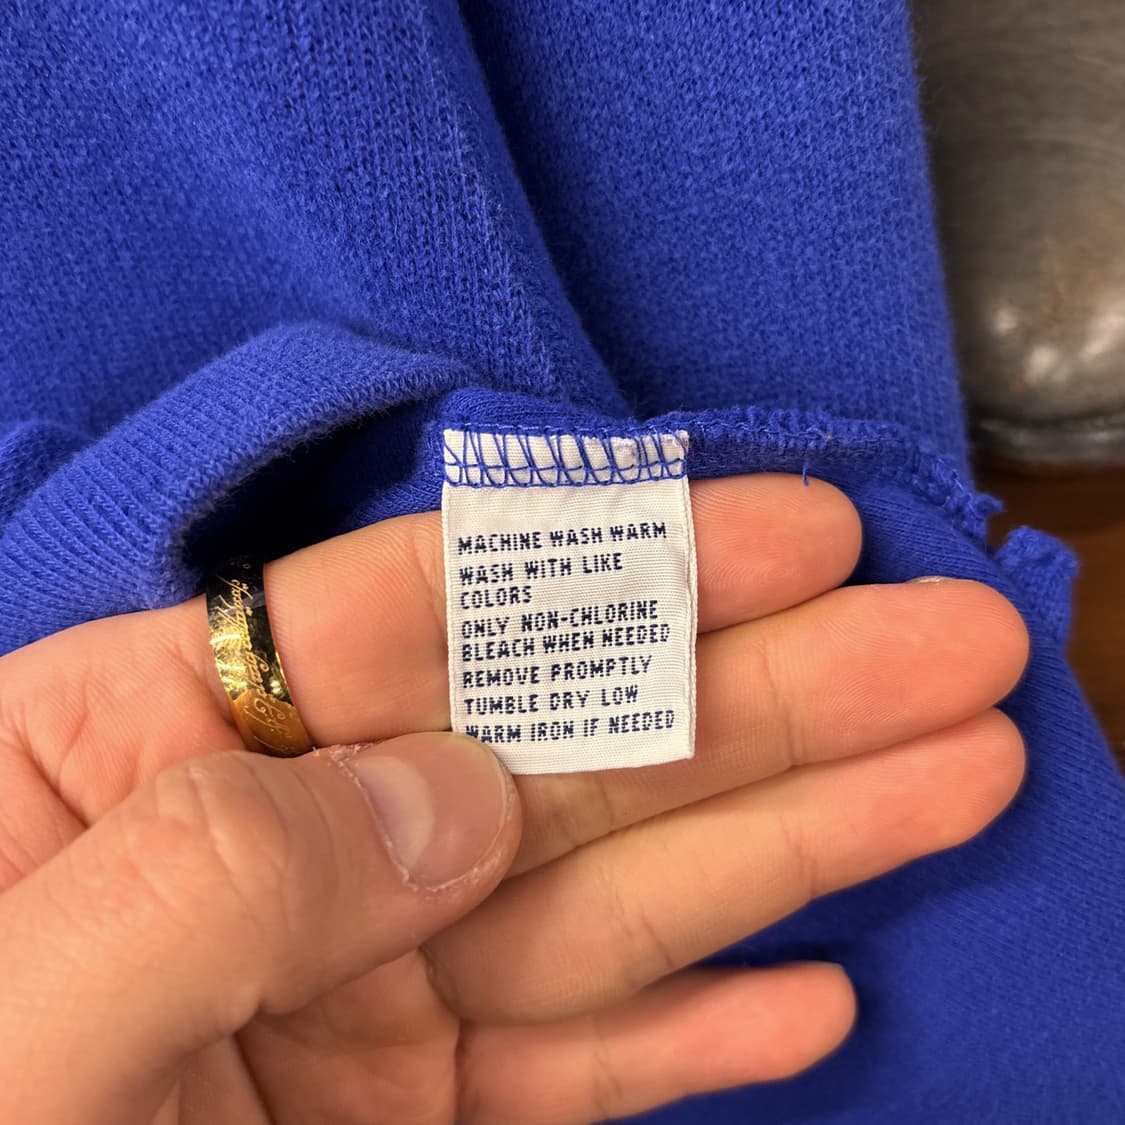 MACHINE WASH WARM
WASH WITH LIKE
COLORS
ONLY NON-CHLORINE
BLEACH WHEN NEEDED
REMOVE PROMPTLY
TUMBLE DRY LOW
WARM IRON IF NEEDED